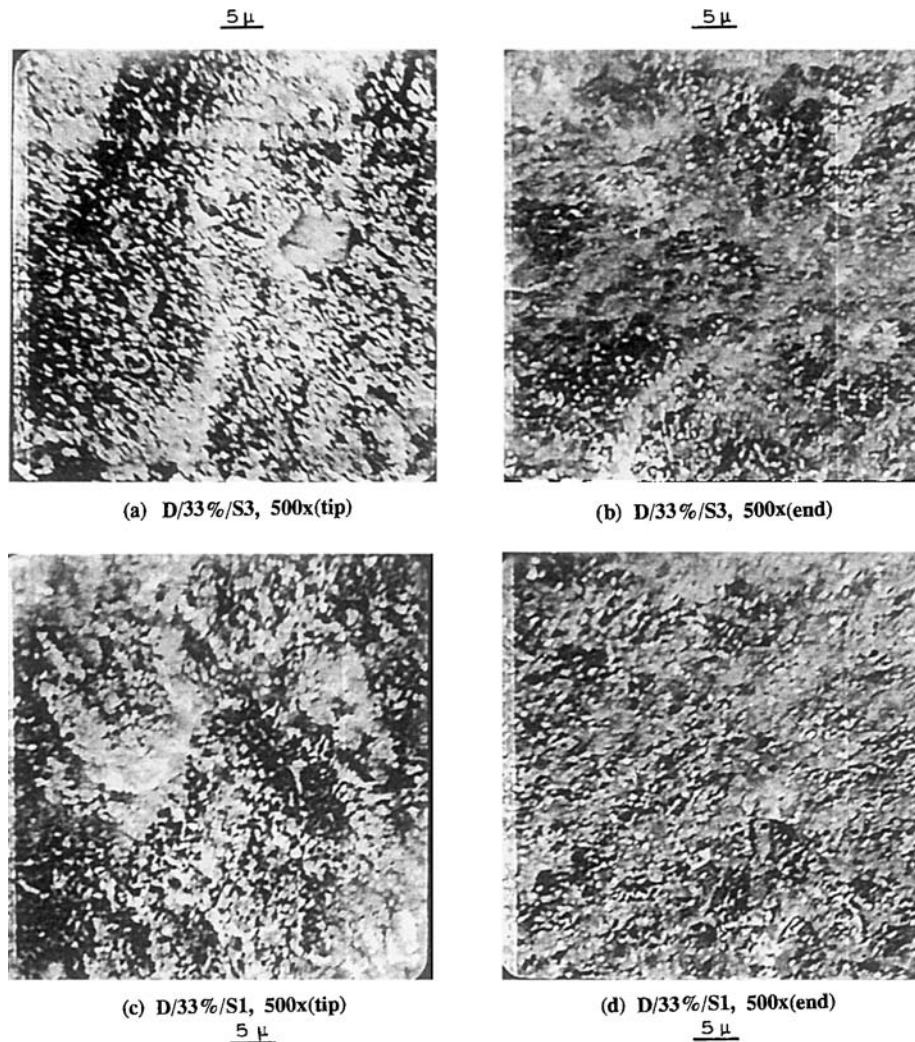 5 μ
5 μ
(a) D/33%/S3, 500x(tip)
(b) D/33%/S3, 500x(end)
(c) D/33%/S1, 500x(tip)
(d) D/33%/S1, 500x(end)
5 μ
5 μ